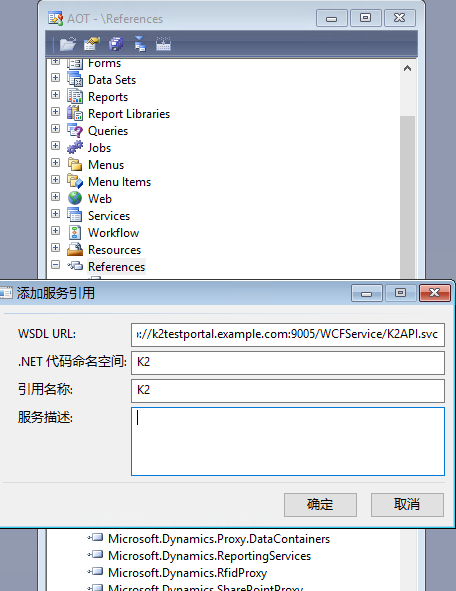 AOT - \References
Forms
Data Sets
Reports
Report Libraries
Queries
Jobs
Menus
Menu Items
Web
Services
Workflow
Resources
References
添加服务引用
WSDL URL:
://k2testportal.example.com:9005/WCFService/K2API.svc
.NET 代码命名空间:
K2
引用名称:
K2
服务描述:
确定
取消
Microsoft.Dynamics.Proxy.DataContainers
Microsoft.Dynamics.ReportingServices
Microsoft.Dynamics.RfidProxy
Microsoft.Dynamics.SharePointProxy